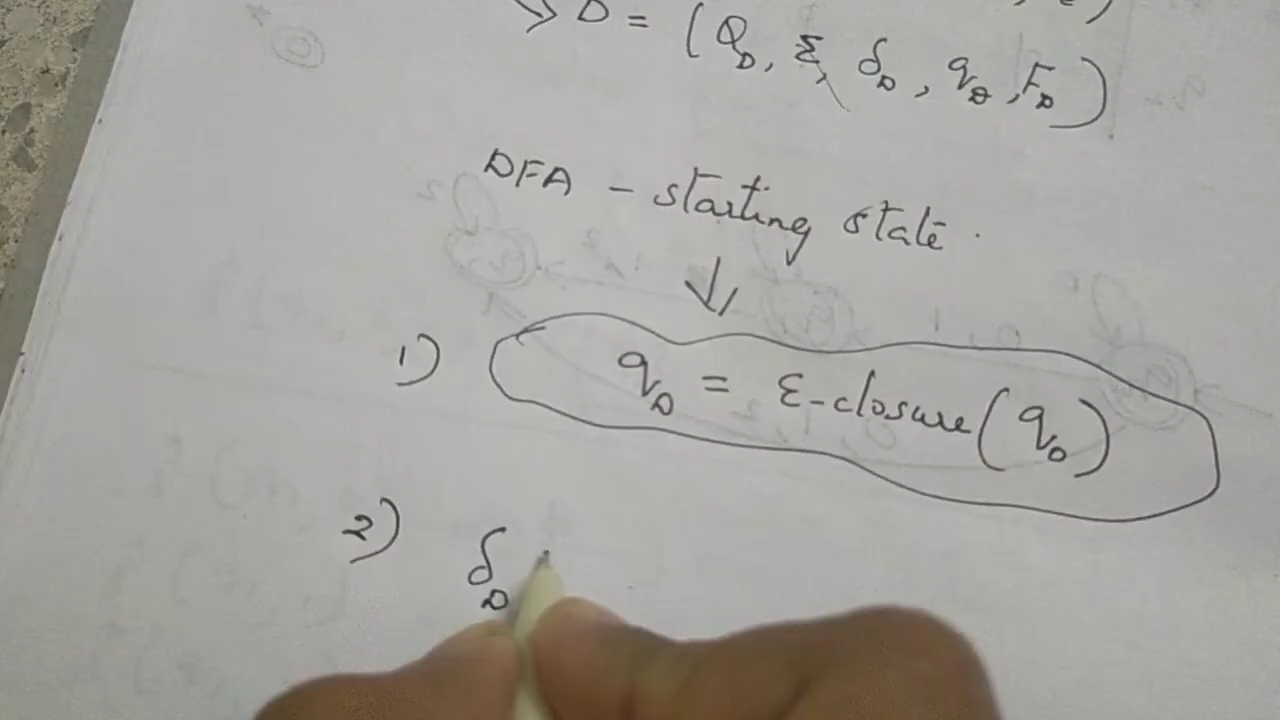 → D = (Q_D, Σ, δ_D, q_D, F_D)
DFA - starting state.
↓
1) q_D = ε-closure(q_0)
2) δ_D